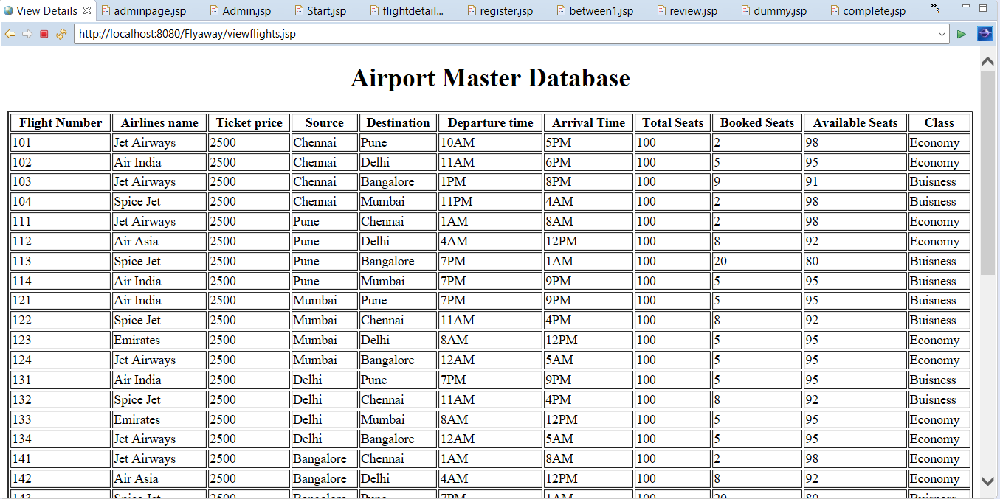 View Details adminpage.jsp Admin.jsp Start.jsp flightdetail... register.jsp between1.jsp review.jsp dummy.jsp complete.jsp »3
http://localhost:8080/Flyaway/viewflights.jsp
Airport Master Database
Flight Number Airlines name Ticket price Source Destination Departure time Arrival Time Total Seats Booked Seats Available Seats Class
101 Jet Airways 2500 Chennai Pune 10AM 5PM 100 2 98 Economy
102 Air India 2500 Chennai Delhi 11AM 6PM 100 5 95 Economy
103 Jet Airways 2500 Chennai Bangalore 1PM 8PM 100 9 91 Buisness
104 Spice Jet 2500 Chennai Mumbai 11PM 4AM 100 2 98 Buisness
111 Jet Airways 2500 Pune Chennai 1AM 8AM 100 2 98 Economy
112 Air Asia 2500 Pune Delhi 4AM 12PM 100 8 92 Economy
113 Spice Jet 2500 Pune Bangalore 7PM 1AM 100 20 80 Buisness
114 Air India 2500 Pune Mumbai 7PM 9PM 100 5 95 Buisness
121 Air India 2500 Mumbai Pune 7PM 9PM 100 5 95 Buisness
122 Spice Jet 2500 Mumbai Chennai 11AM 4PM 100 8 92 Buisness
123 Emirates 2500 Mumbai Delhi 8AM 12PM 100 5 95 Economy
124 Jet Airways 2500 Mumbai Bangalore 12AM 5AM 100 5 95 Economy
131 Air India 2500 Delhi Pune 7PM 9PM 100 5 95 Buisness
132 Spice Jet 2500 Delhi Chennai 11AM 4PM 100 8 92 Buisness
133 Emirates 2500 Delhi Mumbai 8AM 12PM 100 5 95 Economy
134 Jet Airways 2500 Delhi Bangalore 12AM 5AM 100 5 95 Economy
141 Jet Airways 2500 Bangalore Chennai 1AM 8AM 100 2 98 Economy
142 Air Asia 2500 Bangalore Delhi 4AM 12PM 100 8 92 Economy
143 Spice Jet 2500 Bangalore Pune 7PM 1AM 100 20 80 Buisness